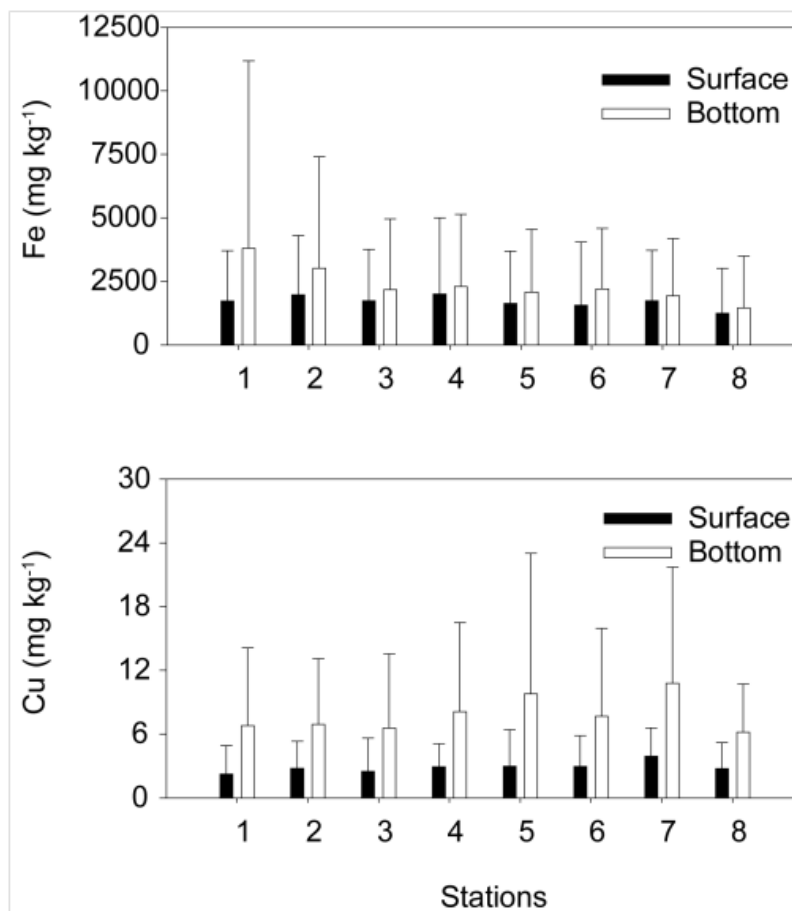 12500
10000
7500
5000
2500
0
Fe (mg kg⁻¹)
Surface
Bottom
1 2 3 4 5 6 7 8
30
24
18
12
6
0
Cu (mg kg⁻¹)
Surface
Bottom
1 2 3 4 5 6 7 8
Stations